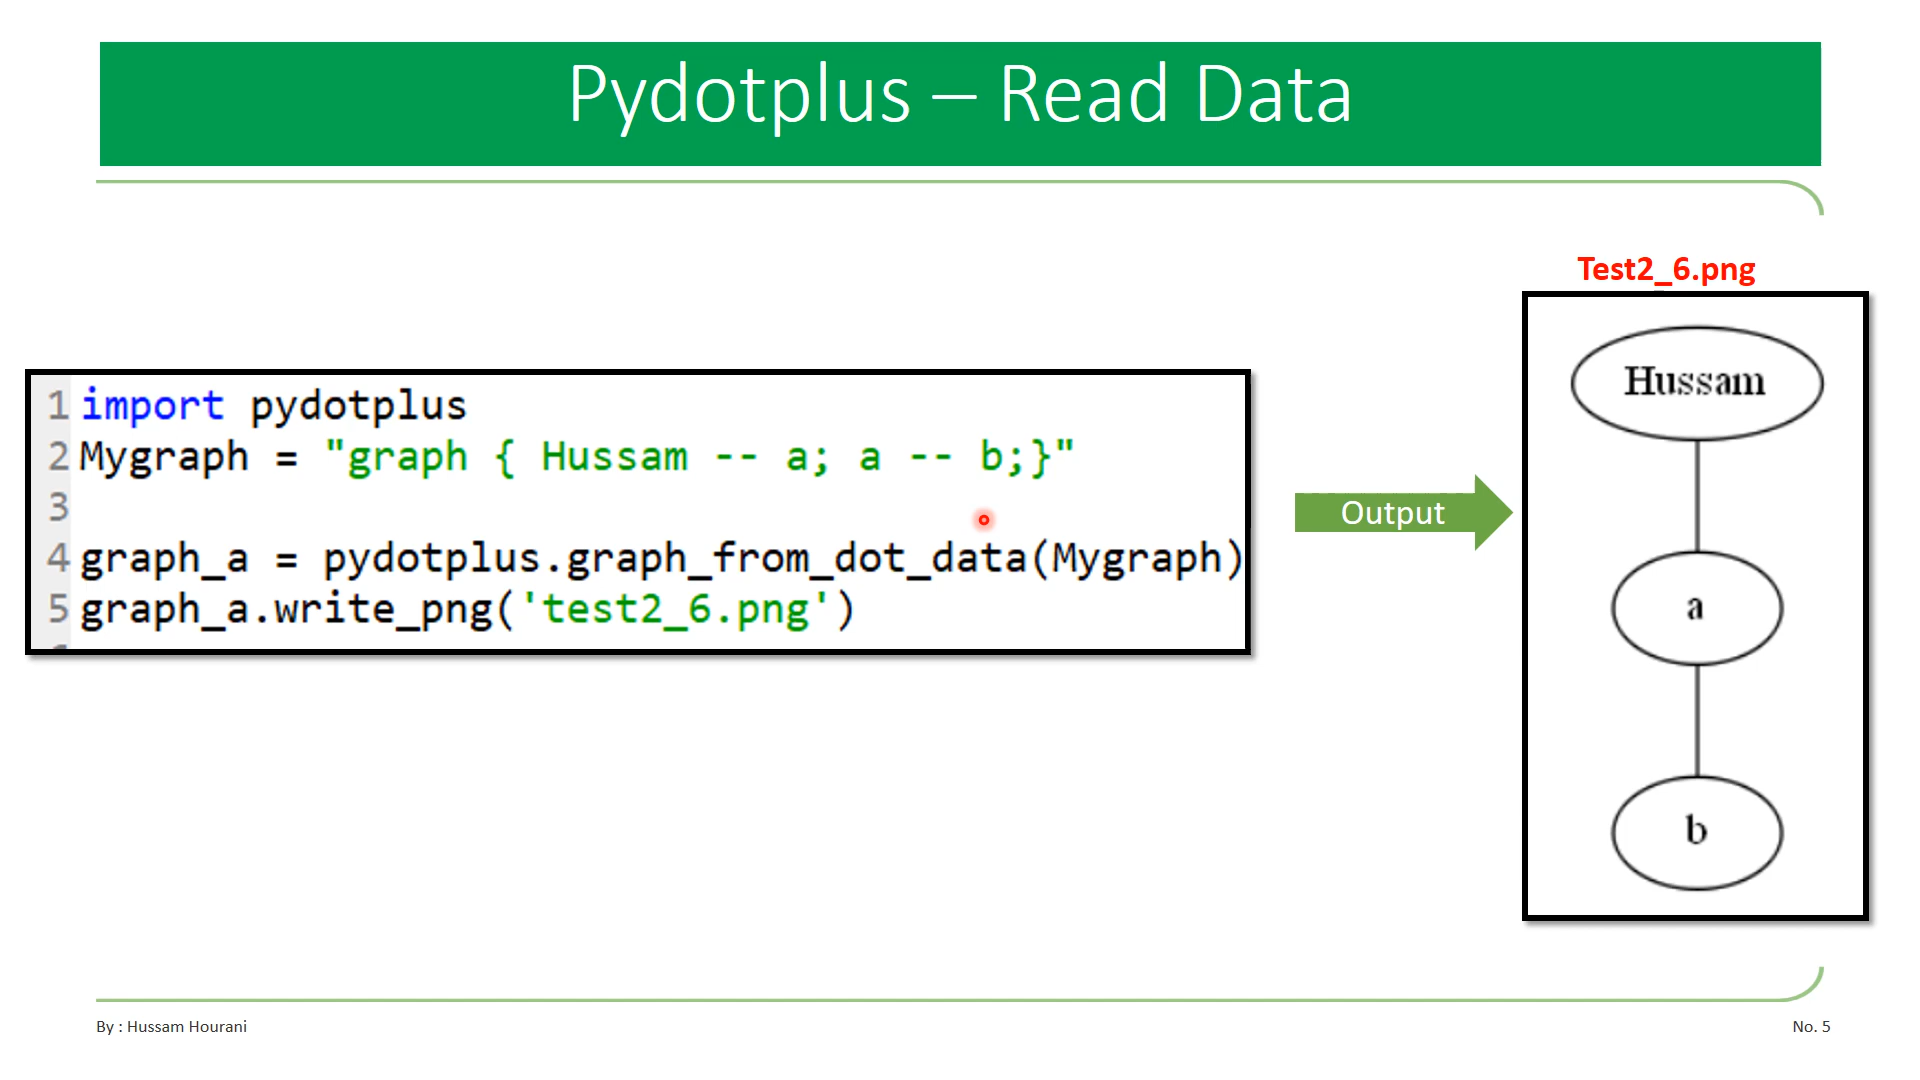 Pydotplus – Read Data
Test2_6.png
1 import pydotplus
2 Mygraph = "graph { Hussam -- a; a -- b;}"
3
4 graph_a = pydotplus.graph_from_dot_data(Mygraph)
5 graph_a.write_png('test2_6.png')
Output
Hussam
a
b
By : Hussam Hourani
No. 5